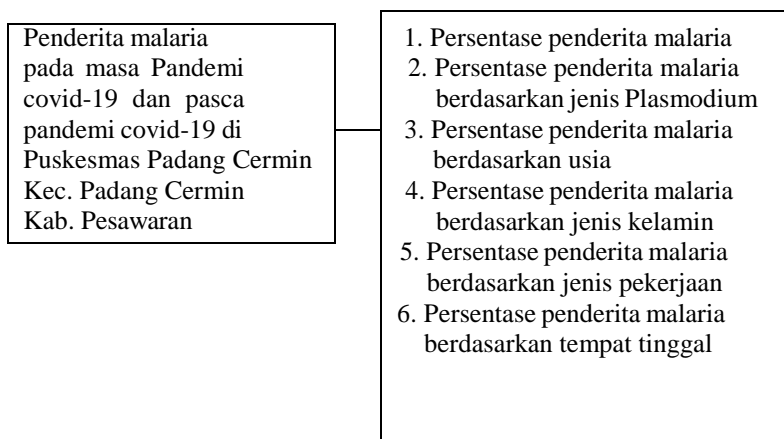 Penderita malaria
pada masa Pandemi
covid-19 dan pasca
pandemi covid-19 di
Puskesmas Padang Cermin
Kec. Padang Cermin
Kab. Pesawaran
1. Persentase penderita malaria
2. Persentase penderita malaria
berdasarkan jenis Plasmodium
3. Persentase penderita malaria
berdasarkan usia
4. Persentase penderita malaria
berdasarkan jenis kelamin
5. Persentase penderita malaria
berdasarkan jenis pekerjaan
6. Persentase penderita malaria
berdasarkan tempat tinggal